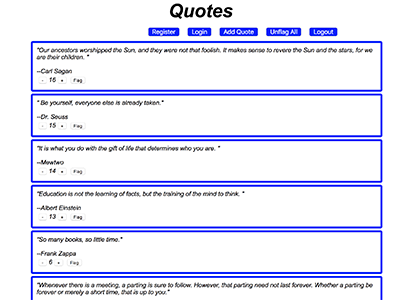 Quotes
Register Login Add Quote Unflag All Logout
"Our ancestors worshipped the Sun, and they were not that foolish. It makes sense to revere the Sun and the stars, for we
are their children. "
--Carl Sagan
- 16 + Flag
" Be yourself, everyone else is already taken."
--Dr. Seuss
- 15 + Flag
"It is what you do with the gift of life that determines who you are. "
--Mewtwo
- 14 + Flag
"Education is not the learning of facts, but the training of the mind to think. "
--Albert Einstein
- 13 + Flag
"So many books, so little time."
--Frank Zappa
- 6 + Flag
"Whenever there is a meeting, a parting is sure to follow. However, that parting need not last forever. Whether a parting be
forever or merely a short time, that is up to you."